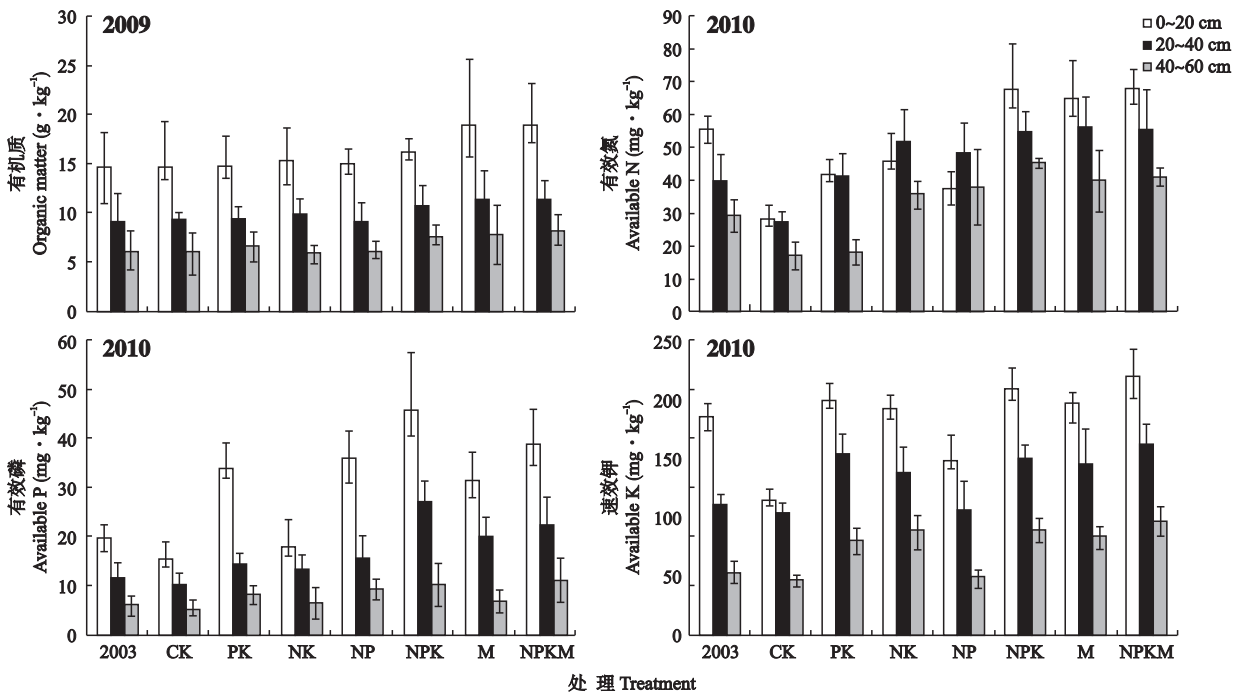 2009
有机质
Organic matter (g·kg⁻¹)
30
25
20
15
10
5
0
2010
有效氮
Available N (mg·kg⁻¹)
90
80
70
60
50
40
30
20
10
0
0~20 cm
20~40 cm
40~60 cm
2010
有效磷
Available P (mg·kg⁻¹)
60
50
40
30
20
10
0
2003 CK PK NK NP NPK M NPKM
2010
速效钾
Available K (mg·kg⁻¹)
250
200
150
100
50
0
2003 CK PK NK NP NPK M NPKM
处 理 Treatment